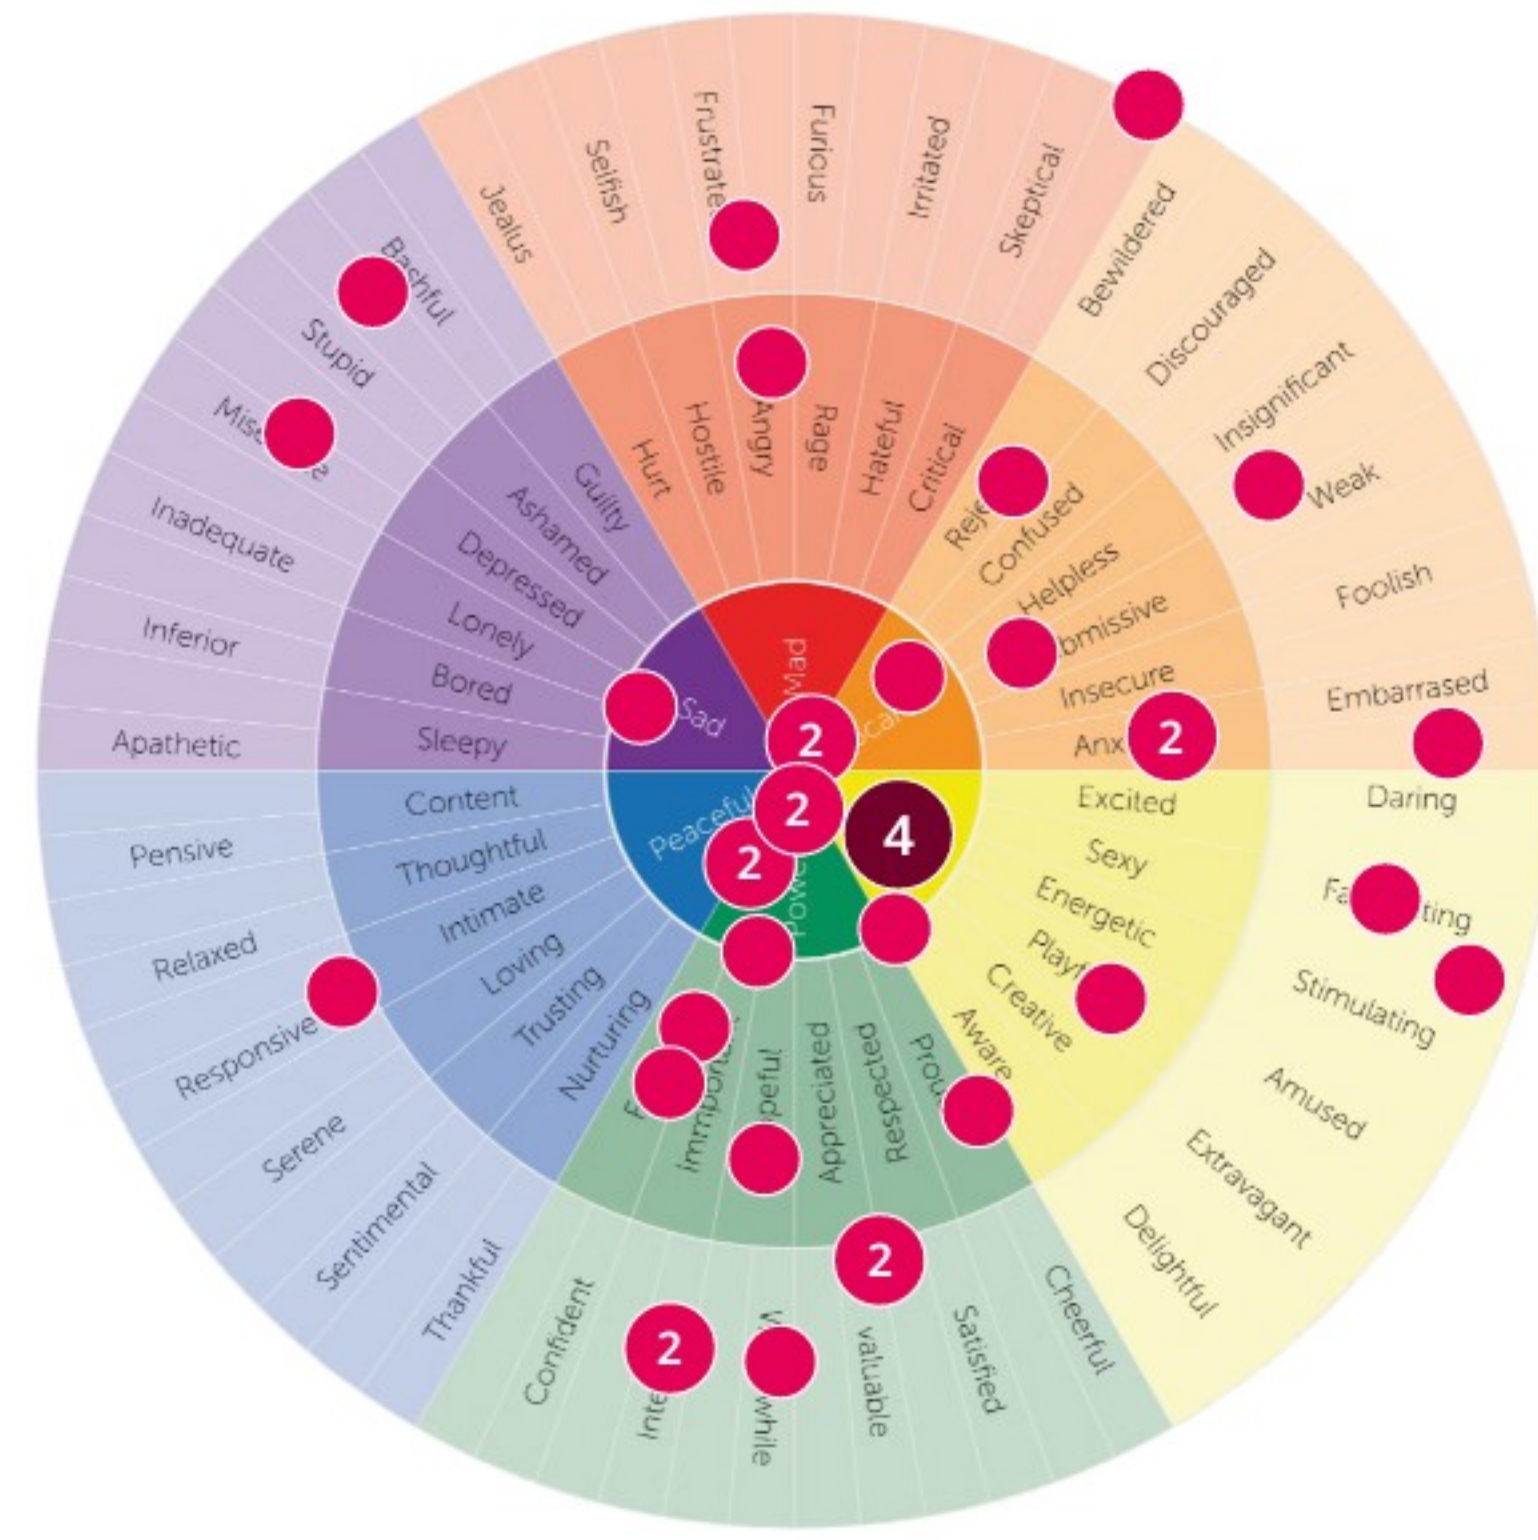 Jealus
Selfish
Furious
Irritated
Skeptical
Bewildered
Discouraged
Insignificant
Weak
Foolish
Embarrased
Daring
Stimulating
Amused
Extravagant
Delightful
Cheerful
Satisfied
valuable
Confident
Thankful
Sentimental
Serene
Responsive
Relaxed
Pensive
Apathetic
Inferior
Inadequate
Stupid
Bashful
Hurt
Hostile
Angry
Rage
Hateful
Critical
Confused
Helpless
Insecure
Excited
Sexy
Energetic
Creative
Aware
Respected
Appreciated
Nurturing
Trusting
Loving
Intimate
Thoughtful
Content
Sleepy
Bored
Lonely
Depressed
Ashamed
Guilty
Mad
Sad
Peaceful
2
2
2
4
2
2
2